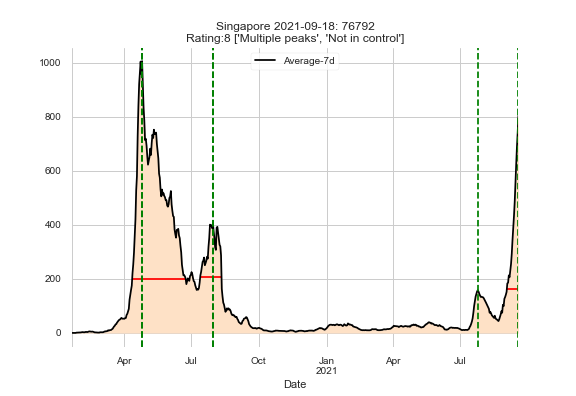 Singapore 2021-09-18: 76792
Rating:8 ['Multiple peaks', 'Not in control']
Average-7d
1000
800
600
400
200
0
Apr Jul Oct Jan Apr Jul
2021
Date